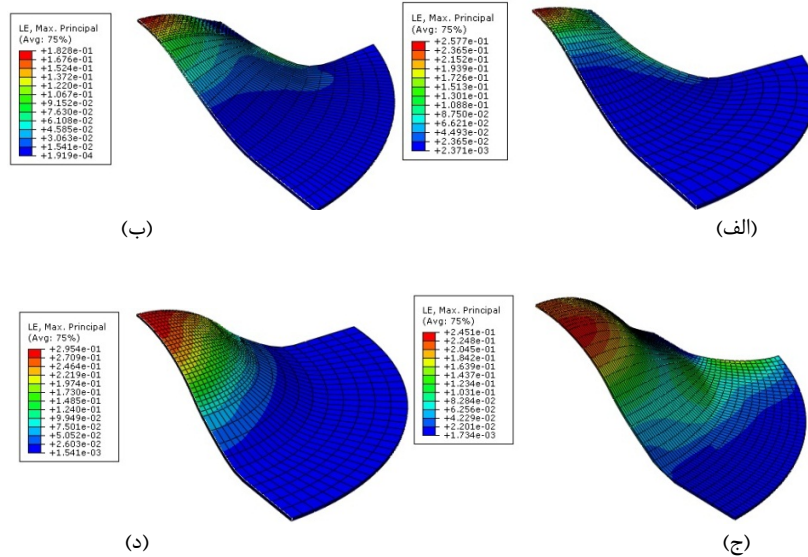 LE, Max. Principal
(Avg: 75%)
+1.828e-01
+1.676e-01
+1.524e-01
+1.372e-01
+1.220e-01
+1.067e-01
+9.152e-02
+7.630e-02
+6.108e-02
+4.585e-02
+3.063e-02
+1.541e-02
+1.919e-04
(ب)
LE, Max. Principal
(Avg: 75%)
+2.577e-01
+2.365e-01
+2.152e-01
+1.939e-01
+1.726e-01
+1.513e-01
+1.301e-01
+1.088e-01
+8.750e-02
+6.621e-02
+4.493e-02
+2.365e-02
+2.371e-03
(الف)
LE, Max. Principal
(Avg: 75%)
+2.954e-01
+2.709e-01
+2.464e-01
+2.219e-01
+1.974e-01
+1.730e-01
+1.485e-01
+1.240e-01
+9.949e-02
+7.501e-02
+5.052e-02
+2.603e-02
+1.541e-03
(د)
LE, Max. Principal
(Avg: 75%)
+2.451e-01
+2.248e-01
+2.045e-01
+1.842e-01
+1.639e-01
+1.437e-01
+1.234e-01
+1.031e-01
+8.284e-02
+6.256e-02
+4.229e-02
+2.201e-02
+1.734e-03
(ج)